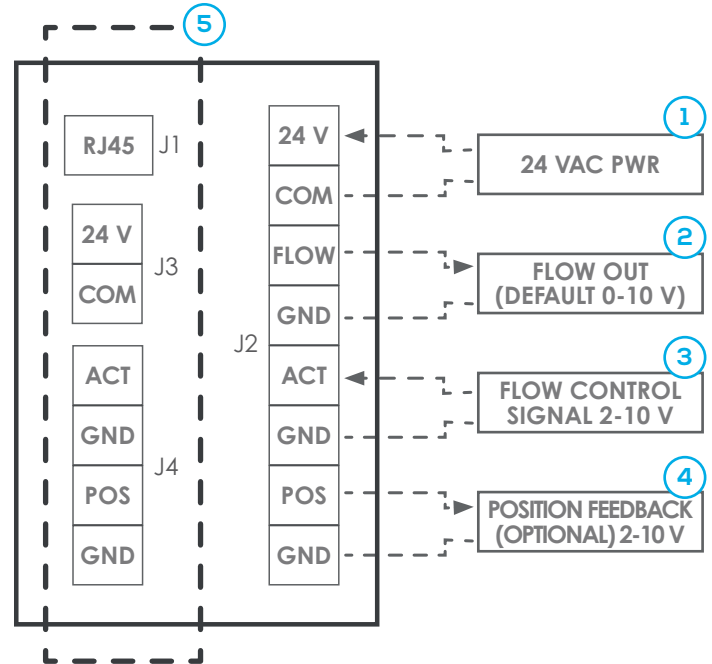 5
RJ45 J1
24 V
COM
J3
ACT
GND
POS
GND
J4
24 V
COM
FLOW
GND
ACT
GND
POS
GND
J2
1
24 VAC PWR
2
FLOW OUT
(DEFAULT 0-10 V)
3
FLOW CONTROL
SIGNAL 2-10 V
4
POSITION FEEDBACK
(OPTIONAL) 2-10 V